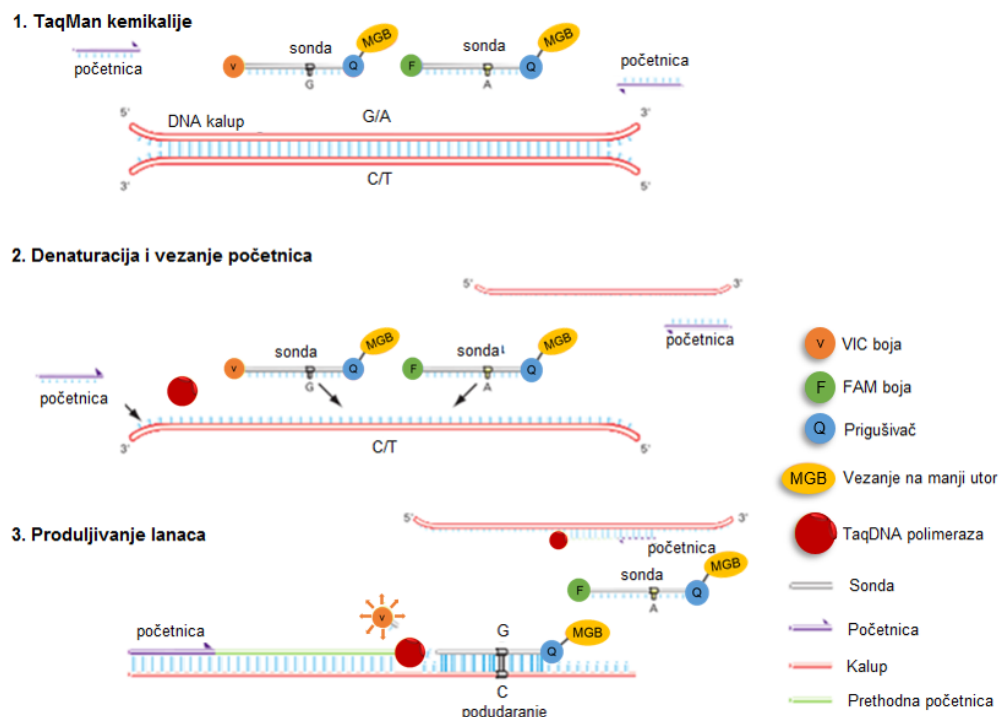 1. TaqMan kemikalije
početnica
V
sonda
G
Q
MGB
F
sonda
A
Q
MGB
početnica
5'
DNA kalup
G/A
3'
3'
C/T
5'
2. Denaturacija i vezanje početnica
5'
3'
početnica
početnica
V
sonda
G
Q
MGB
F
sonda
A
Q
MGB
3'
C/T
5'
V VIC boja
F FAM boja
Q Prigušivač
MGB Vezanje na manji utor
TaqDNA polimeraza
Sonda
Početnica
Kalup
Prethodna početnica
3. Produljivanje lanaca
5'
3'
početnica
F
sonda
A
Q
MGB
početnica
V
G
Q
MGB
C
podudaranje